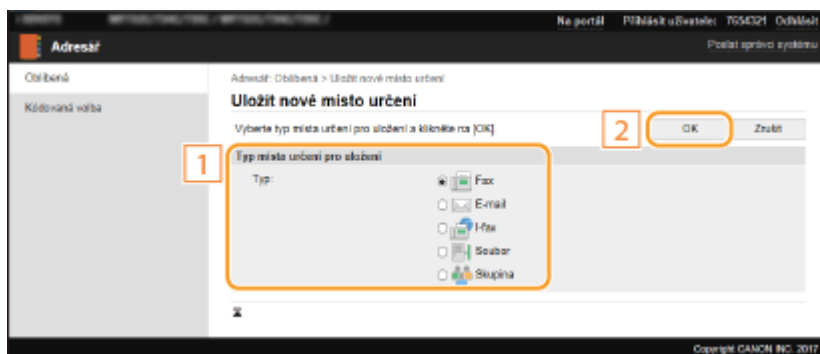 Na portál Přihlásit uživatele: 7654321 Odhlásit
Adresář
Poslat správci systému
Oblíbená
Kódovaná volba
Adresář: Oblíbená > Uložit nové místo určení
Uložit nové místo určení
Vyberte typ místa určení pro uložení a klikněte na [OK].
2
OK
Zrušit
1
Typ místa určení pro uložení
Typ:
Fax
E-mail
I-fax
Soubor
Skupina
Copyright CANON INC. 2017